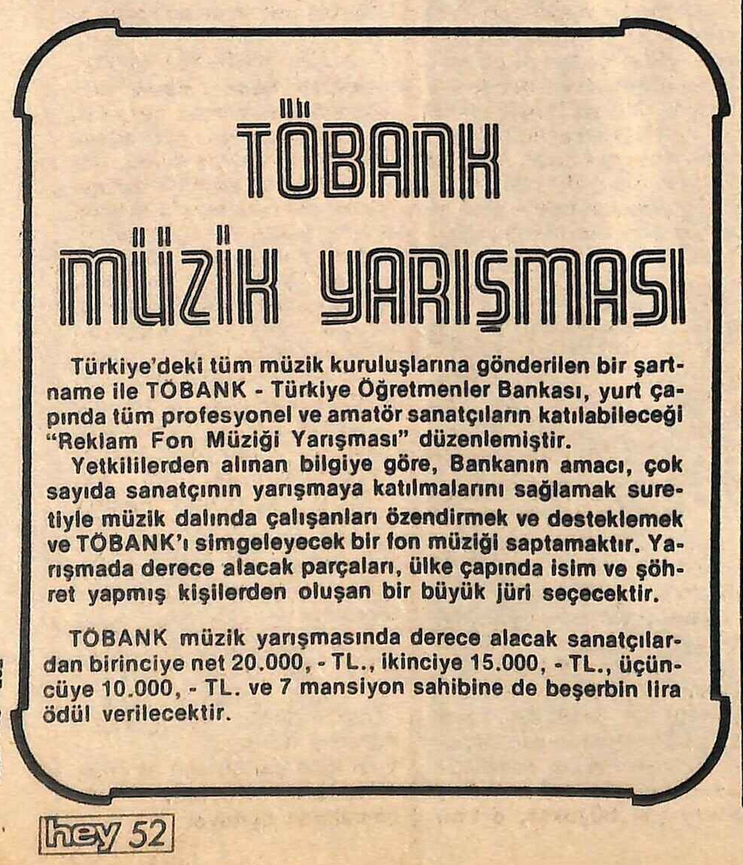 TÖBANK
MÜZİK YARIŞMASI
Türkiye'deki tüm müzik kuruluşlarına gönderilen bir şart-
name ile TÖBANK - Türkiye Öğretmenler Bankası, yurt ça-
pında tüm profesyonel ve amatör sanatçıların katılabileceği
"Reklam Fon Müziği Yarışması" düzenlemiştir.
Yetkililerden alınan bilgiye göre, Bankanın amacı, çok
sayıda sanatçının yarışmaya katılmalarını sağlamak sure-
tiyle müzik dalında çalışanları özendirmek ve desteklemek
ve TÖBANK'ı simgeleyecek bir fon müziği saptamaktır. Ya-
rışmada derece alacak parçaları, ülke çapında isim ve şöh-
ret yapmış kişilerden oluşan bir büyük jüri seçecektir.
TÖBANK müzik yarışmasında derece alacak sanatçılar-
dan birinciye net 20.000, - TL., ikinciye 15.000, - TL., üçün-
cüye 10.000, - TL. ve 7 mansiyon sahibine de beşerbin lira
ödül verilecektir.
hey 52